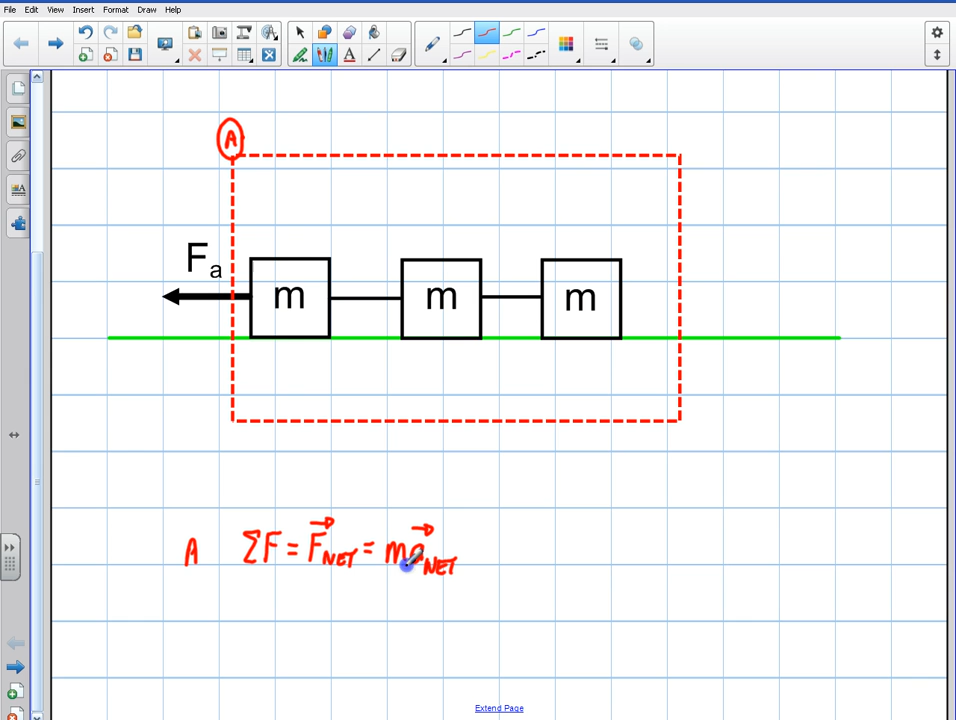 File Edit View Insert Format Draw Help
A
Fa
m m m
A ΣF = F⃗NET = ma⃗NET
Extend Page